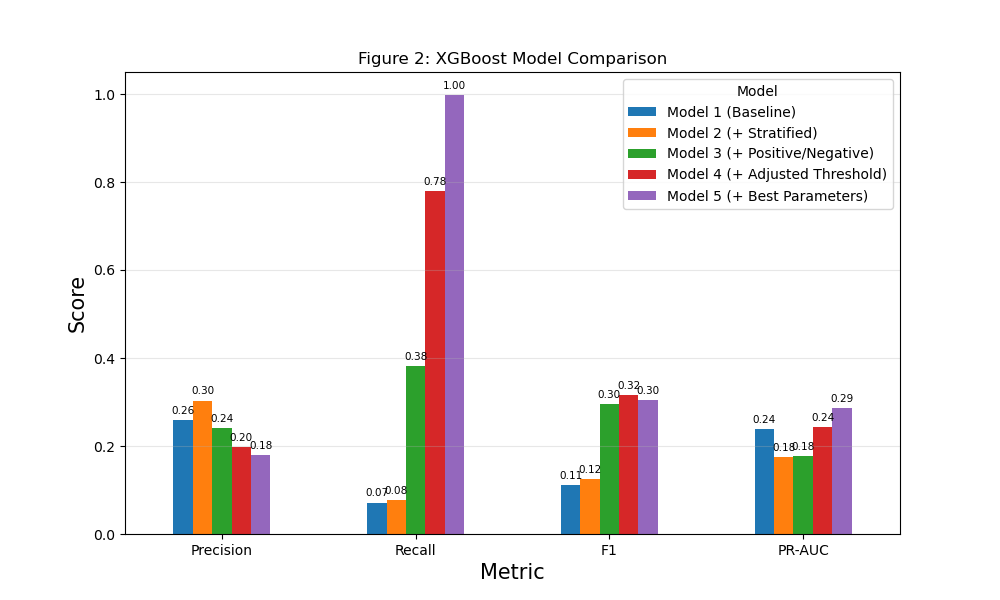 Figure 2: XGBoost Model Comparison
Model
Model 1 (Baseline)
Model 2 (+ Stratified)
Model 3 (+ Positive/Negative)
Model 4 (+ Adjusted Threshold)
Model 5 (+ Best Parameters)
Score
1.0
0.8
0.6
0.4
0.2
0.0
0.26
0.30
0.24
0.20
0.18
0.07
0.08
0.38
0.78
1.00
0.11
0.12
0.30
0.32
0.30
0.24
0.18
0.18
0.24
0.29
Precision
Recall
F1
PR-AUC
Metric